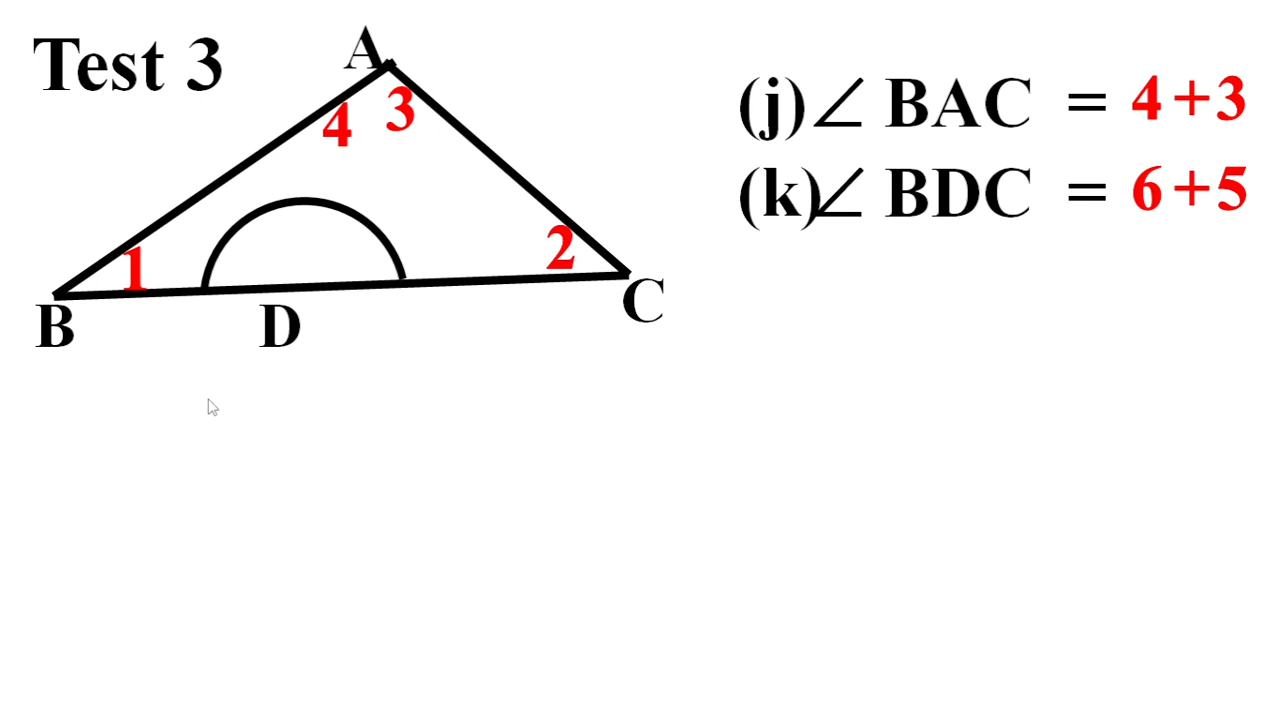 Test 3
A
4 3
1 2
B D C
(j)∠ BAC = 4+3
(k)∠ BDC = 6+5